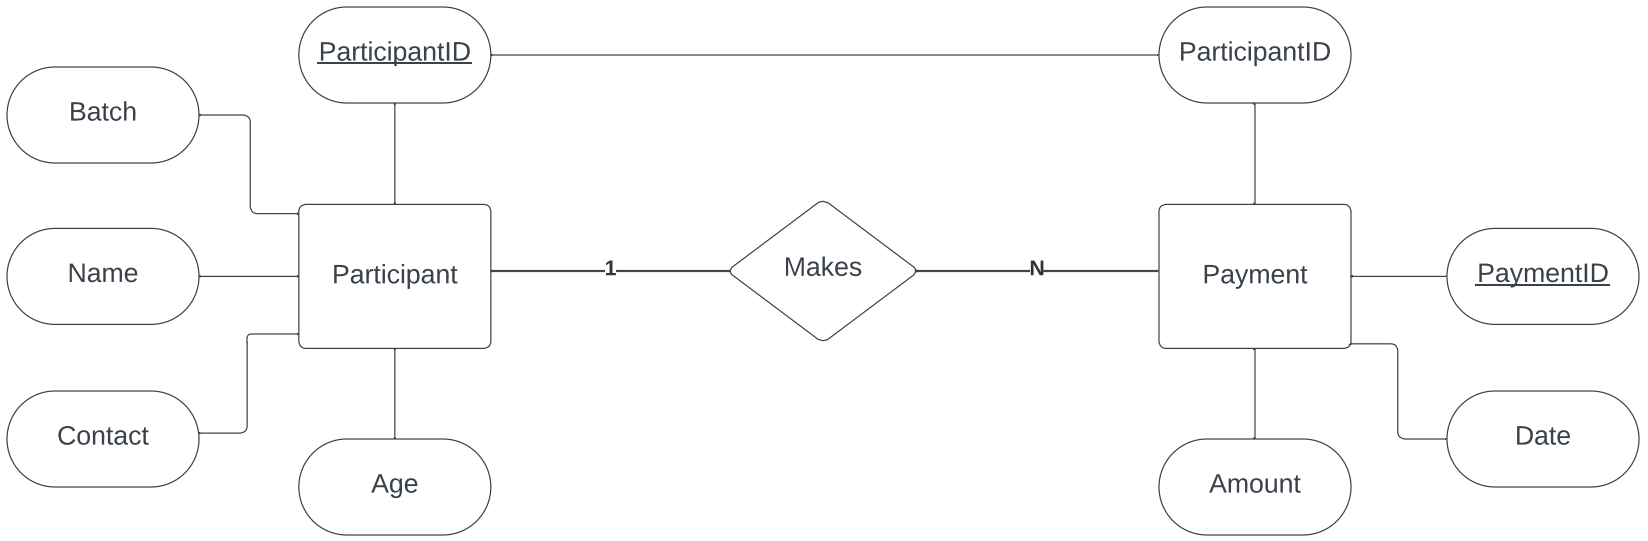 ParticipantID
ParticipantID
Batch
Name
Participant
1
Makes
N
Payment
PaymentID
Contact
Age
Amount
Date